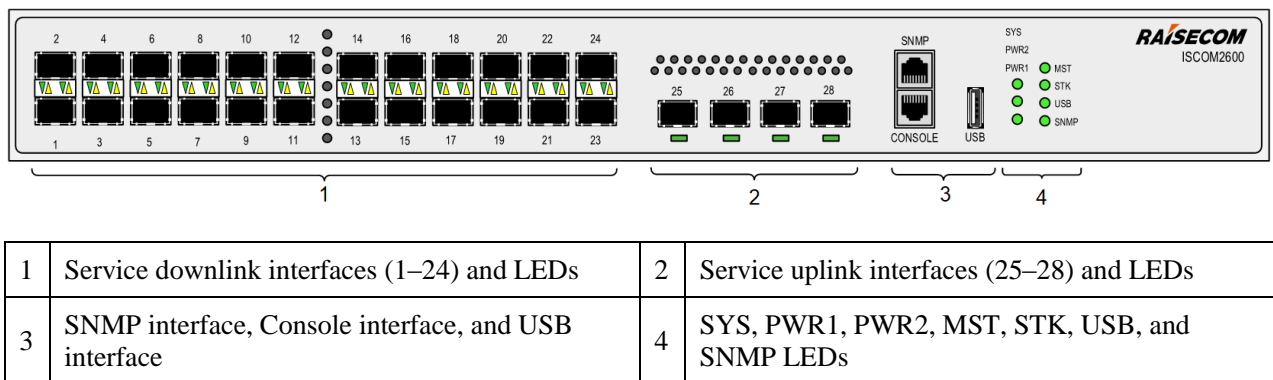 2 4 6 8 10 12 14 16 18 20 22 24
SNMP
SYS
RAISECOM
ISCOM2600
PWR2
PWR1 MST
STK
USB
SNMP
25 26 27 28
1 3 5 7 9 11 13 15 17 19 21 23
CONSOLE USB
1 2 3 4
1 Service downlink interfaces (1–24) and LEDs 2 Service uplink interfaces (25–28) and LEDs
3 SNMP interface, Console interface, and USB
interface
4 SYS, PWR1, PWR2, MST, STK, USB, and
SNMP LEDs